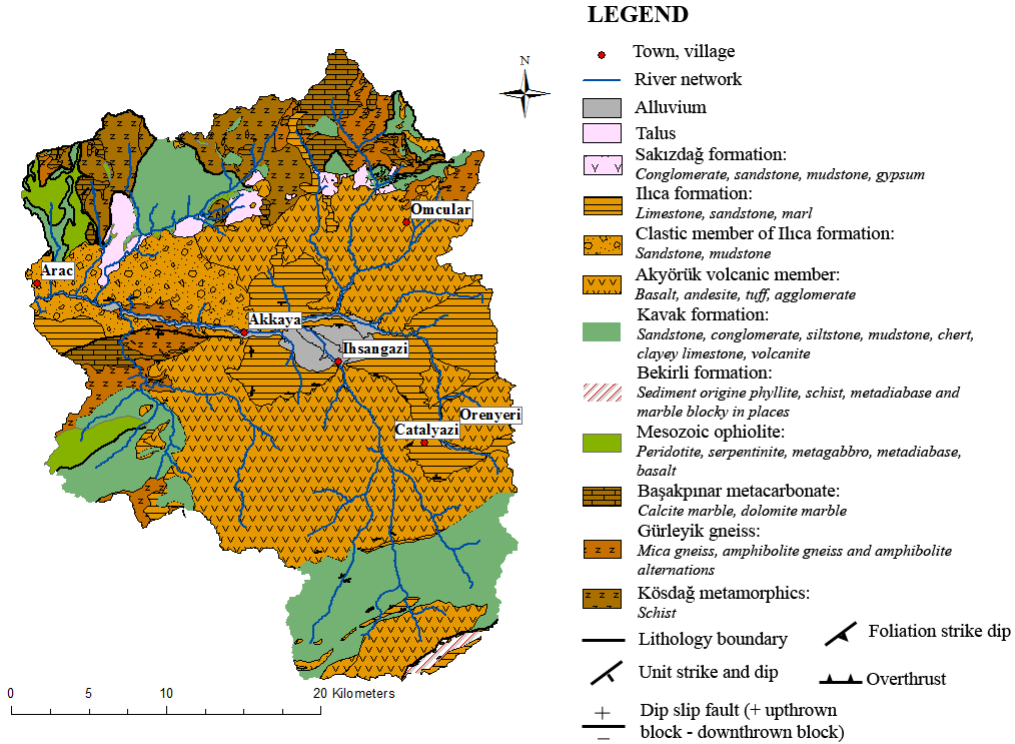 LEGEND
N
Town, village
River network
Alluvium
Talus
Sakızdağ formation:
Conglomerate, sandstone, mudstone, gypsum
Ilıca formation:
Limestone, sandstone, marl
Clastic member of Ilıca formation:
Sandstone, mudstone
Akyörük volcanic member:
Basalt, andesite, tuff, agglomerate
Kavak formation:
Sandstone, conglomerate, siltstone, mudstone, chert,
clayey limestone, volcanite
Bekirli formation:
Sediment origin phyllite, schist, metadiabase and
marble blocky in places
Mesozoic ophiolite:
Peridotite, serpentinite, metagabbro, metadiabase,
basalt
Başakpınar metacarbonate:
Calcite marble, dolomite marble
Gürleyik gneiss:
Mica gneiss, amphibolite gneiss and amphibolite
alternations
Kösdağ metamorphics:
Schist
Lithology boundary
Foliation strike dip
Unit strike and dip
Overthrust
Dip slip fault (+ upthrown
block - downthrown block)
Omcular
Arac
Akkaya
Ihsangazi
Orenyeri
Catalyazi
0 5 10 20 Kilometers